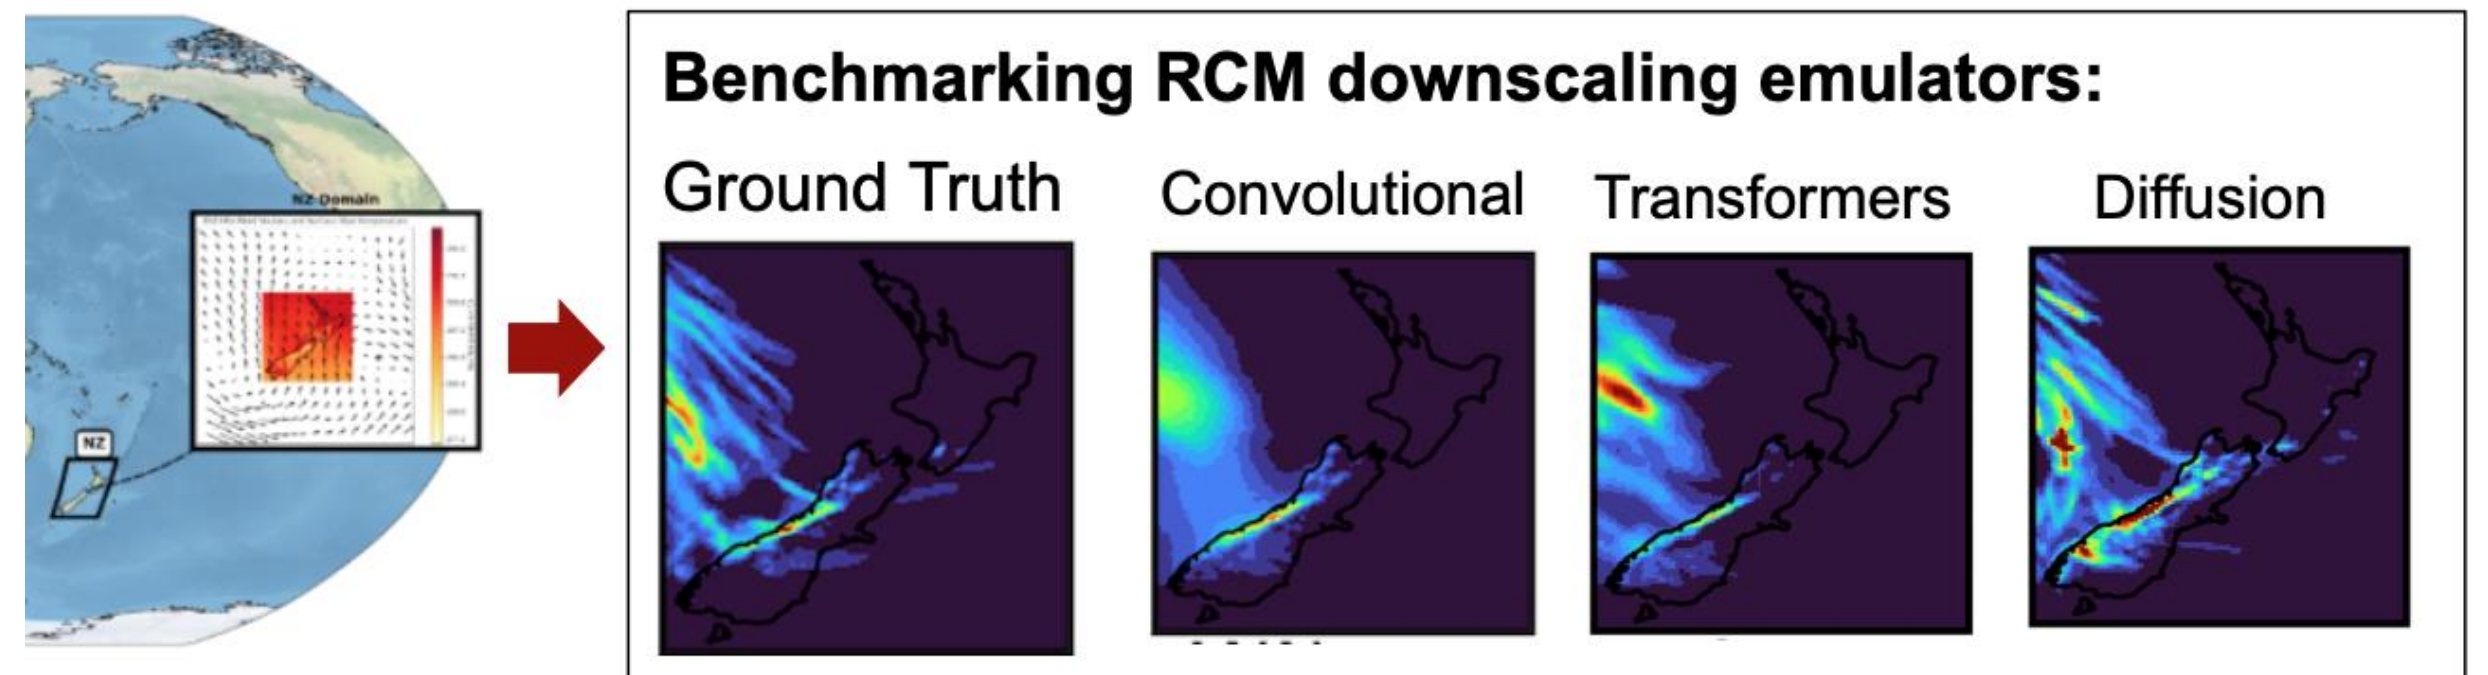 Benchmarking RCM downscaling emulators:
Ground Truth
Convolutional
Transformers
Diffusion
NZ Domain
NZ